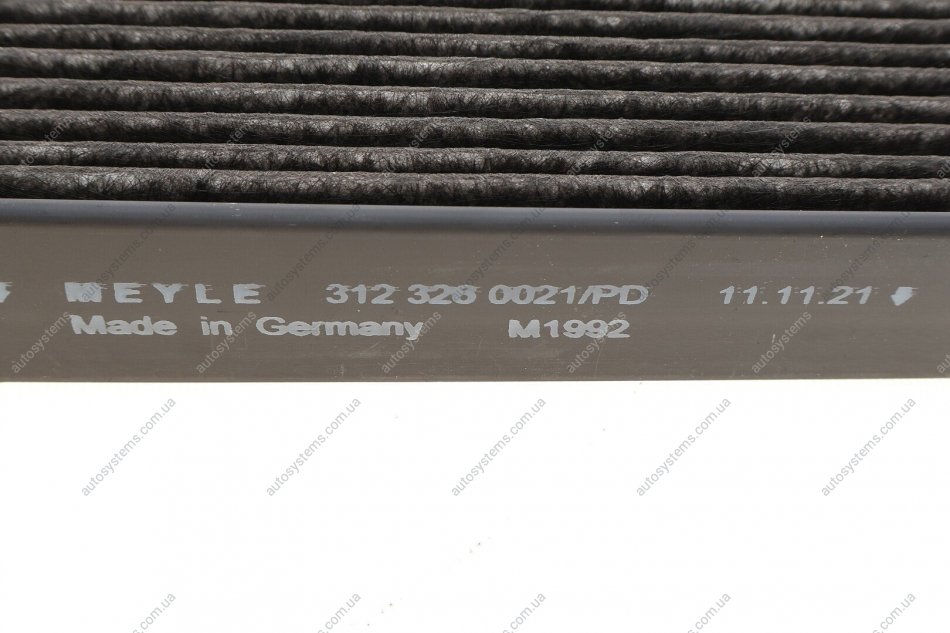 MEYLE 312 328 0021/PD 11.11.21
Made in Germany M1992
autosystems.com.ua